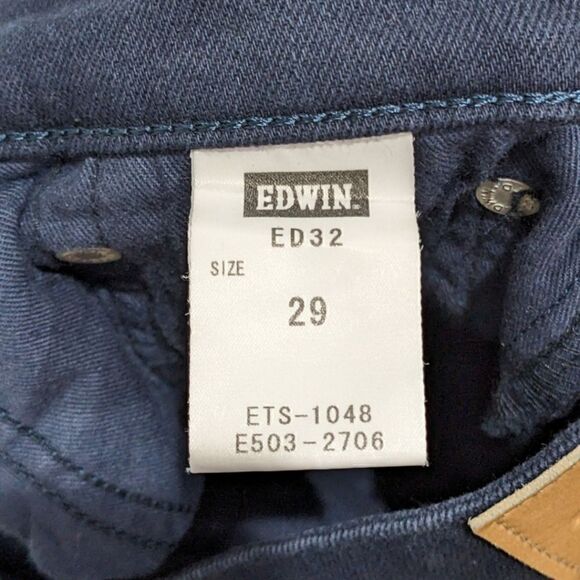 EDWIN.
ED32
SIZE
29
ETS-1048
E503-2706